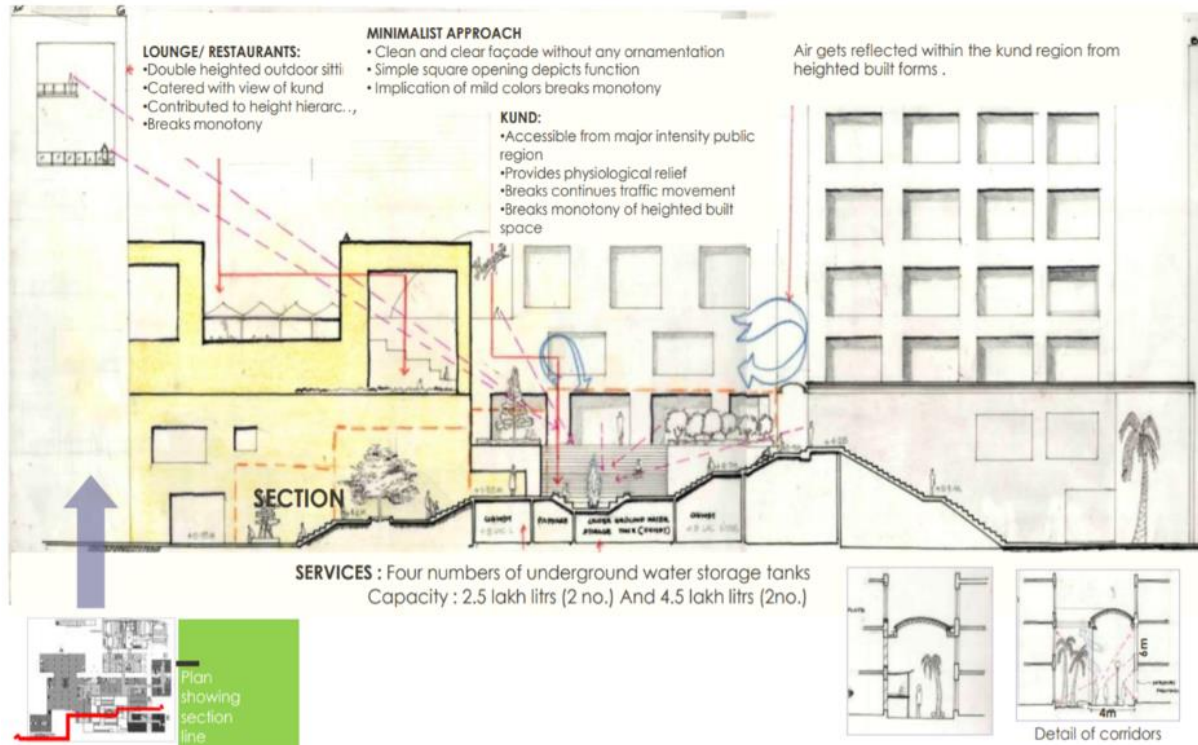 LOUNGE/ RESTAURANTS:
•Double heighted outdoor sitti
•Catered with view of kund
•Contributed to height hierarc..,
•Breaks monotony
MINIMALIST APPROACH
• Clean and clear façade without any ornamentation
• Simple square opening depicts function
• Implication of mild colors breaks monotony
KUND:
•Accessible from major intensity public
region
•Provides physiological relief
•Breaks continues traffic movement
•Breaks monotony of heighted built
space
Air gets reflected within the kund region from
heighted built forms .
SECTION
UNDER GROUND WATER
STORAGE TANK
SERVICES : Four numbers of underground water storage tanks
Capacity : 2.5 lakh litrs (2 no.) And 4.5 lakh litrs (2no.)
Plan
showing
section
line
6m
4m
Detail of corridors